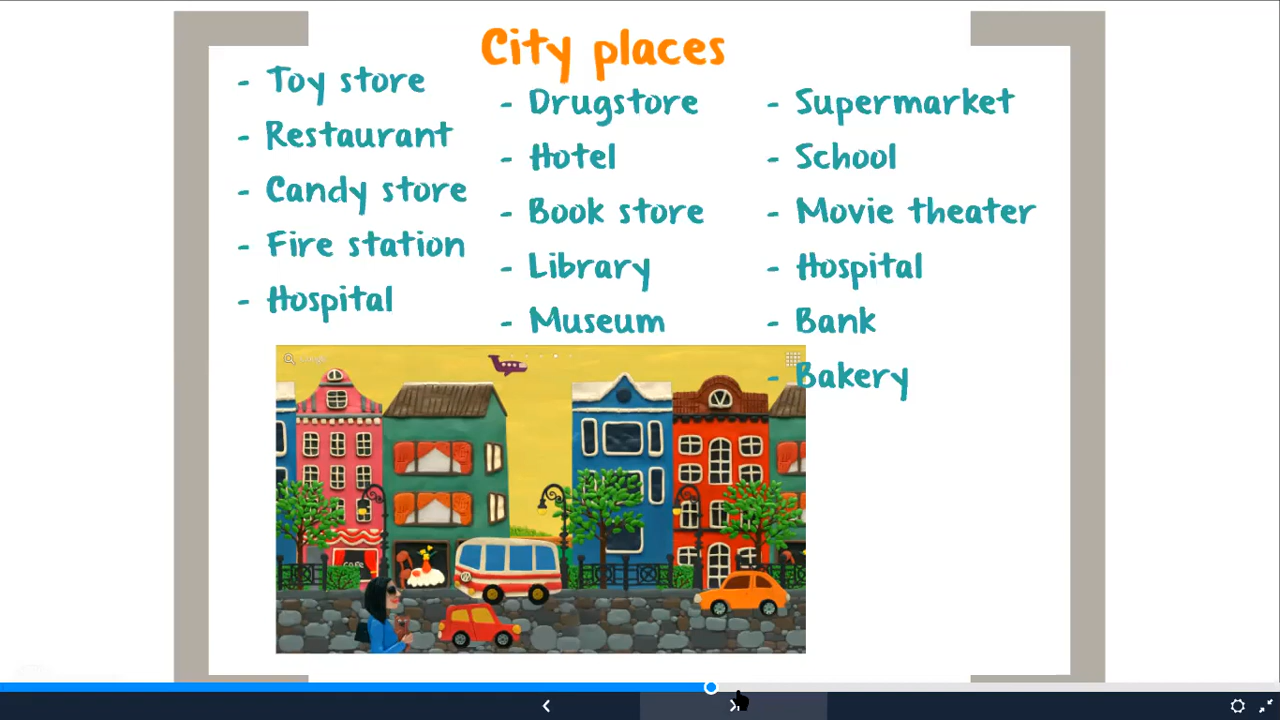 City places
- Toy store
- Restaurant
- Candy store
- Fire station
- Hospital
- Drugstore
- Hotel
- Book store
- Library
- Museum
- Supermarket
- School
- Movie theater
- Hospital
- Bank
- Bakery
CAFE